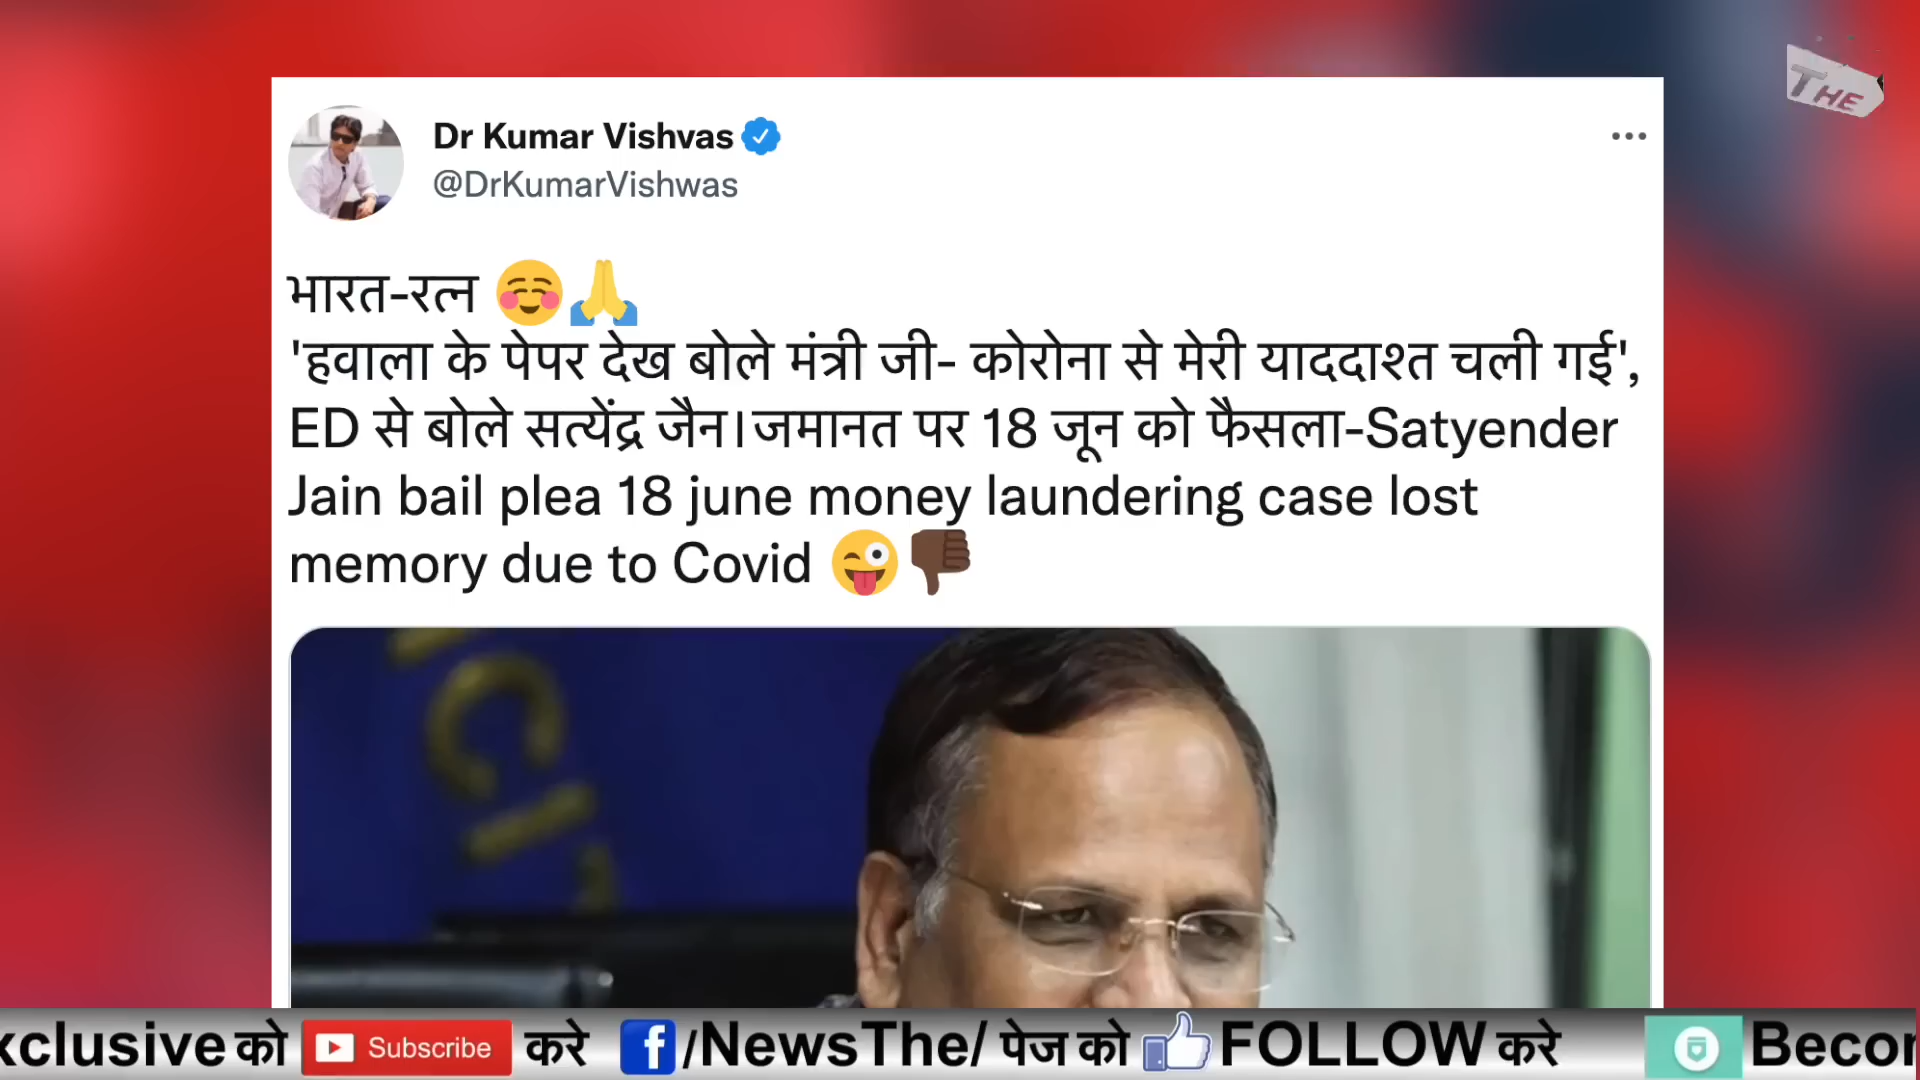 THE
Dr Kumar Vishvas
@DrKumarVishwas
भारत-रत्न ☺️🙏
'हवाला के पेपर देख बोले मंत्री जी- कोरोना से मेरी याददाश्त चली गई',
ED से बोले सत्येंद्र जैन।जमानत पर 18 जून को फैसला-Satyender
Jain bail plea 18 june money laundering case lost
memory due to Covid 😜👎🏿
xclusive को Subscribe करे /NewsThe/ पेज को FOLLOW करे Becor